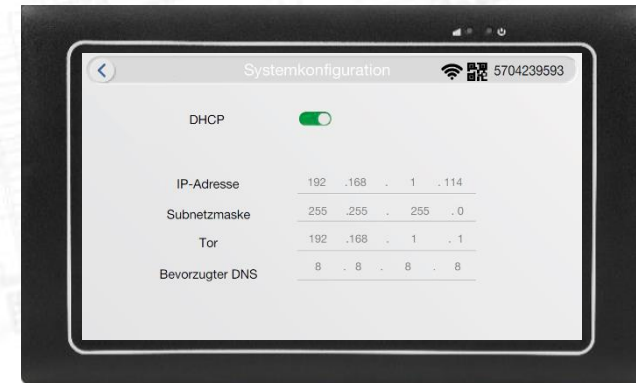 Systemkonfiguration 5704239593
DHCP
IP-Adresse 192 .168 . 1 . 114
Subnetzmaske 255 .255 . 255 . 0
Tor 192 .168 . 1 . 1
Bevorzugter DNS 8 . 8 . 8 . 8